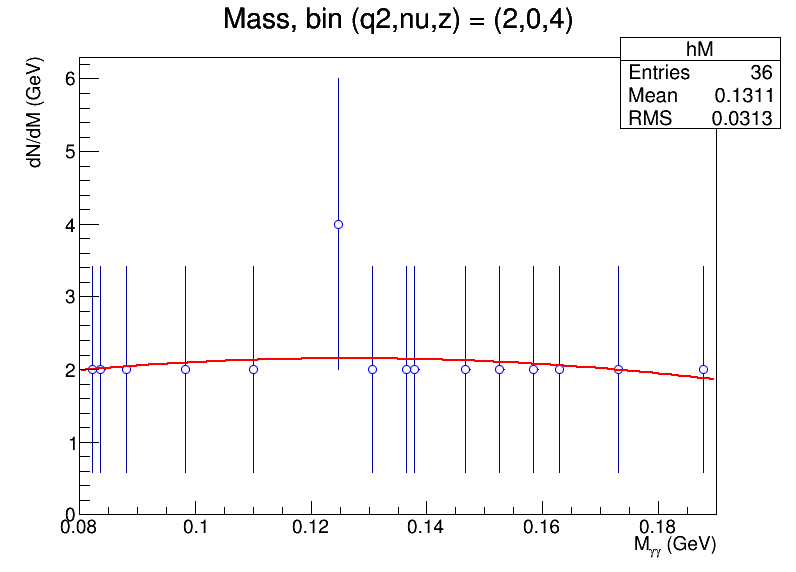 Mass, bin (q2,nu,z) = (2,0,4)
hM
Entries 36
Mean 0.1311
RMS 0.0313
dN/dM (GeV)
6
5
4
3
2
1
0
0.08 0.1 0.12 0.14 0.16 0.18
Mγγ (GeV)